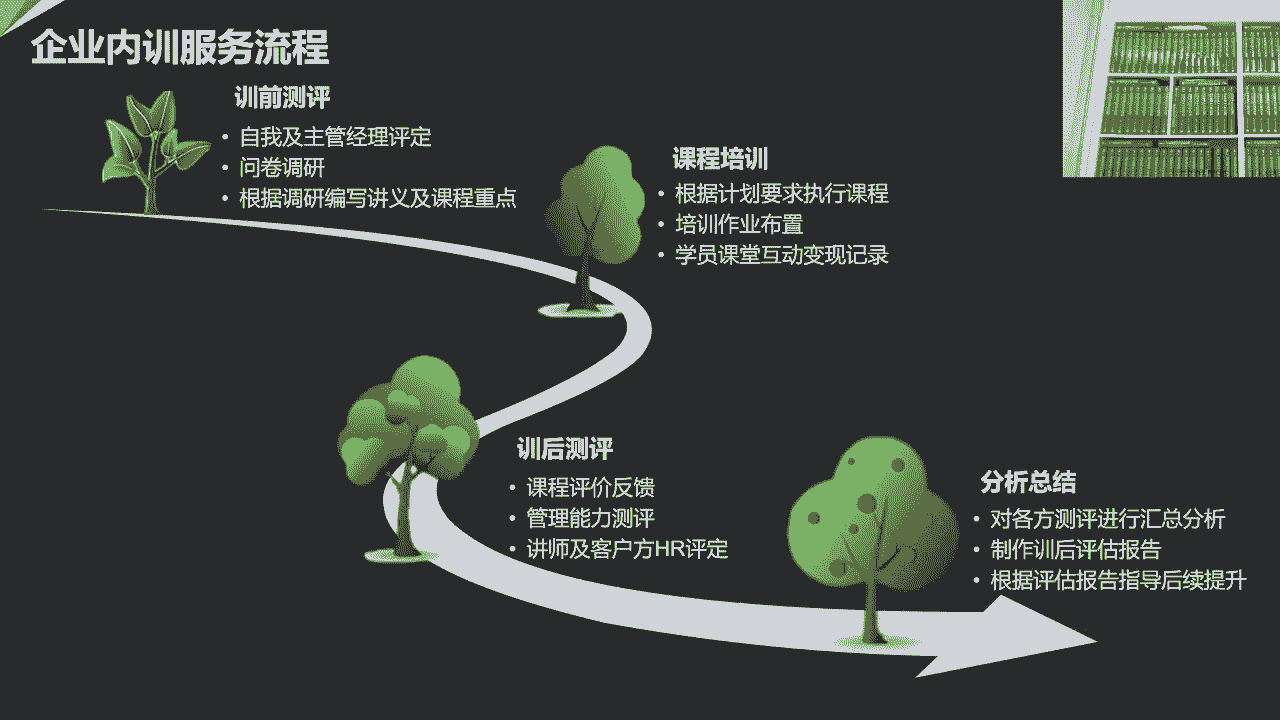 企业内训服务流程
训前测评
• 自我及主管经理评定
• 问卷调研
• 根据调研编写讲义及课程重点
课程培训
• 根据计划要求执行课程
• 培训作业布置
• 学员课堂互动变现记录
训后测评
• 课程评价反馈
• 管理能力测评
• 讲师及客户方HR评定
分析总结
• 对各方测评进行汇总分析
• 制作训后评估报告
• 根据评估报告指导后续提升